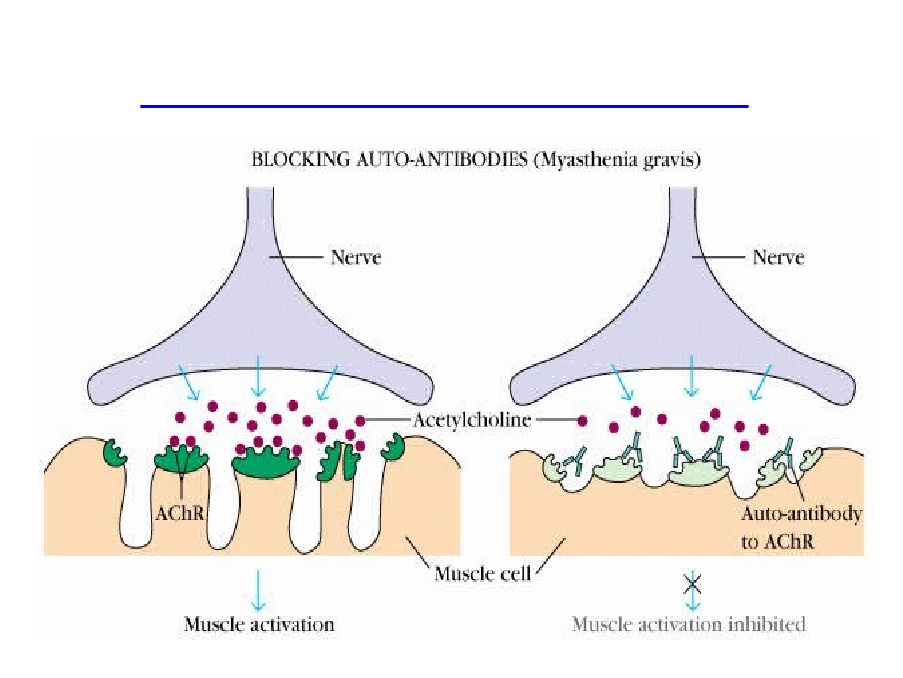 BLOCKING AUTO-ANTIBODIES (Myasthenia gravis)
Nerve
Nerve
Acetylcholine
AChR
Auto-antibody
to AChR
Muscle cell
Muscle activation
Muscle activation inhibited